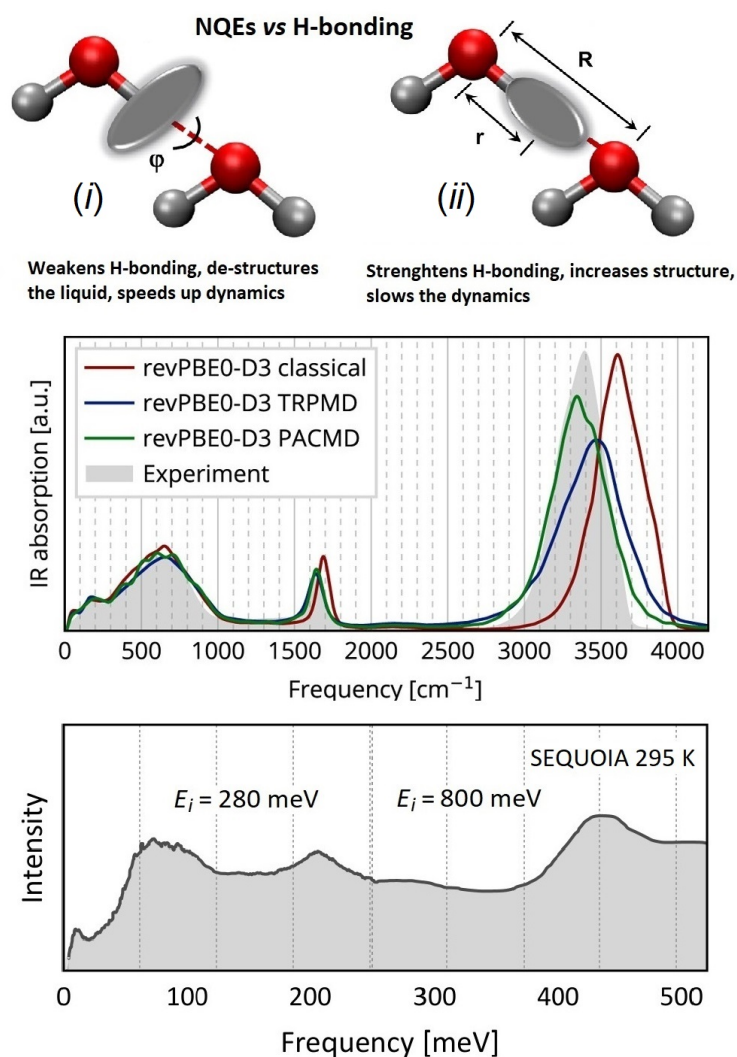 NQEs vs H-bonding
R
r
φ
(i)
(ii)
Weakens H-bonding, de-structures
the liquid, speeds up dynamics
Strenghtens H-bonding, increases structure,
slows the dynamics
IR absorption [a.u.]
revPBE0-D3 classical
revPBE0-D3 TRPMD
revPBE0-D3 PACMD
Experiment
0 500 1000 1500 2000 2500 3000 3500 4000
Frequency [cm⁻¹]
Intensity
SEQUOIA 295 K
Ei = 280 meV
Ei = 800 meV
0 100 200 300 400 500
Frequency [meV]